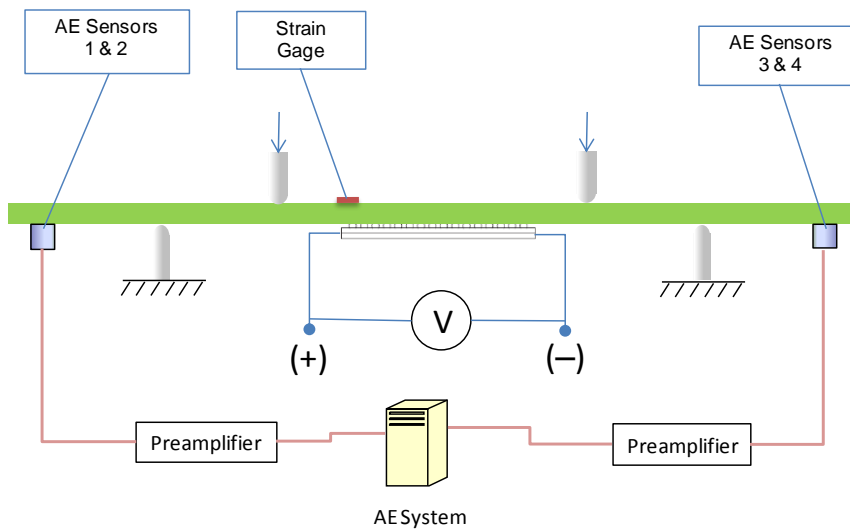 AE Sensors
1 & 2
Strain
Gage
AE Sensors
3 & 4
V
(+)
(—)
Preamplifier
Preamplifier
AE System